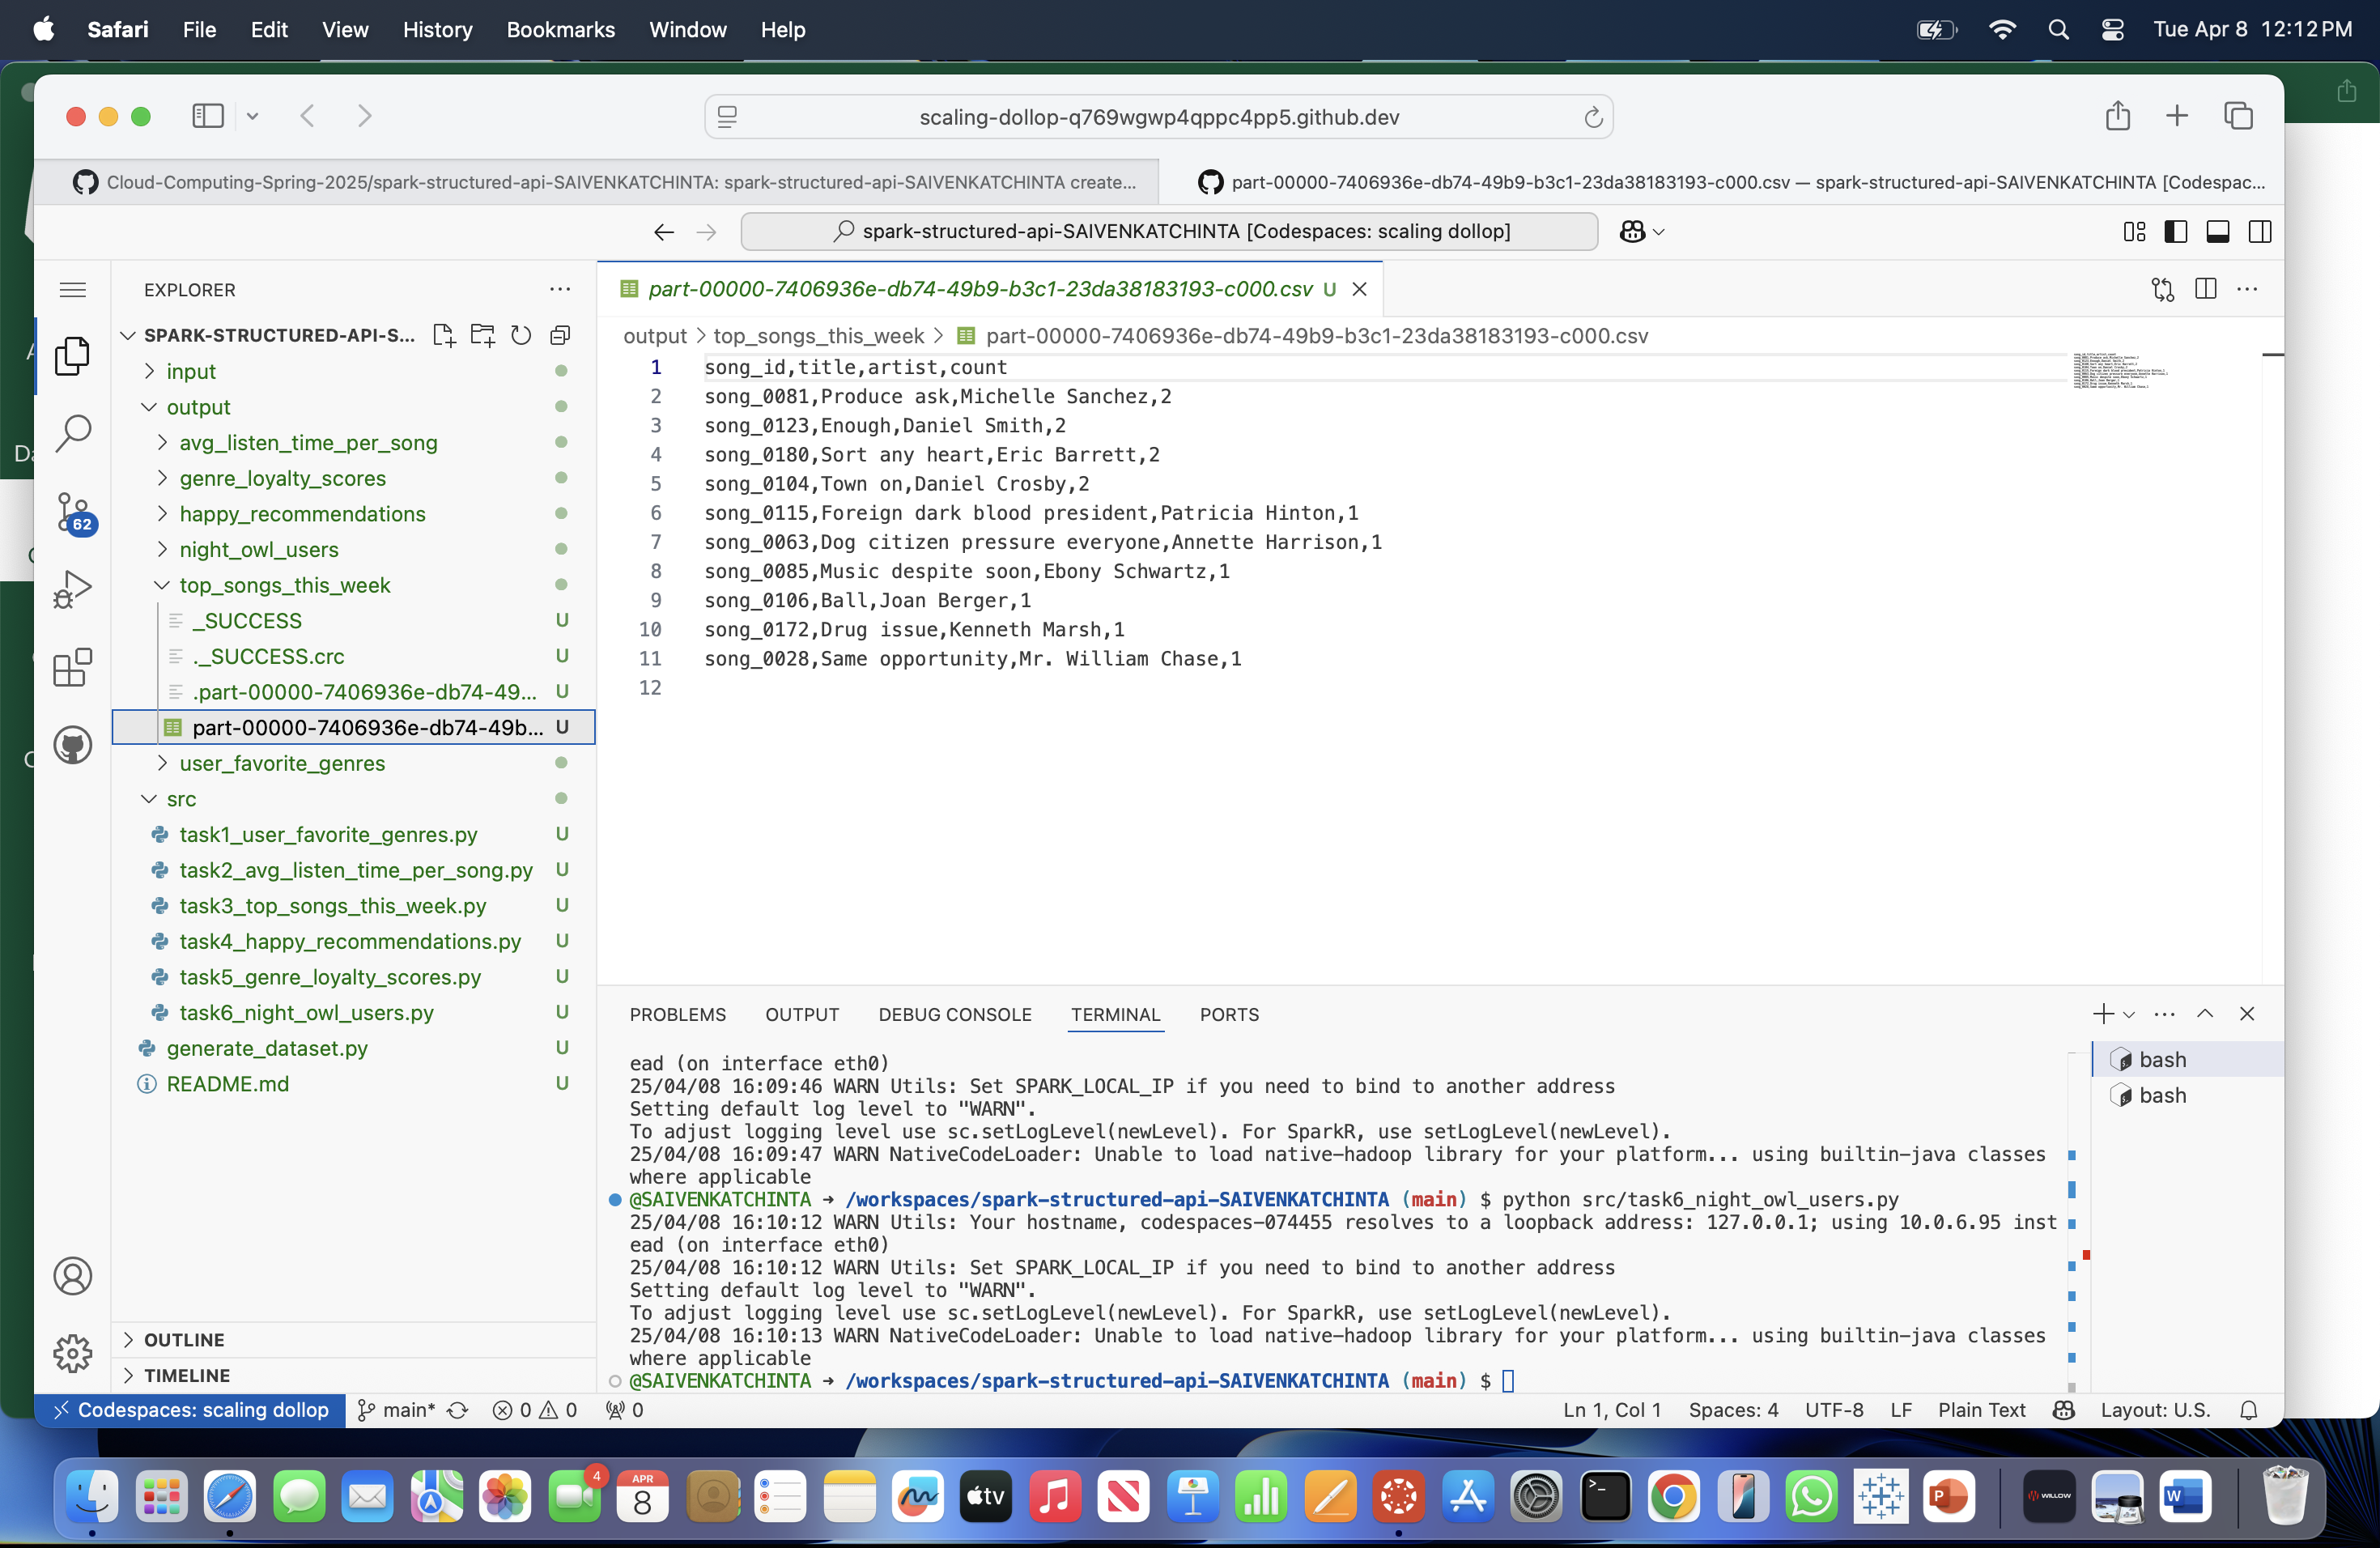 Safari File Edit View History Bookmarks Window Help Tue Apr 8 12:12 PM
scaling-dollop-q769wgwp4qppc4pp5.github.dev
Cloud-Computing-Spring-2025/spark-structured-api-SAIVENKATCHINTA: spark-structured-api-SAIVENKATCHINTA create...
part-00000-7406936e-db74-49b9-b3c1-23da38183193-c000.csv — spark-structured-api-SAIVENKATCHINTA [Codespac...
spark-structured-api-SAIVENKATCHINTA [Codespaces: scaling dollop]
EXPLORER
SPARK-STRUCTURED-API-S...
input
output
avg_listen_time_per_song
genre_loyalty_scores
happy_recommendations
night_owl_users
top_songs_this_week
_SUCCESS U
._SUCCESS.crc U
.part-00000-7406936e-db74-49... U
part-00000-7406936e-db74-49b... U
user_favorite_genres
src
task1_user_favorite_genres.py U
task2_avg_listen_time_per_song.py U
task3_top_songs_this_week.py U
task4_happy_recommendations.py U
task5_genre_loyalty_scores.py U
task6_night_owl_users.py U
generate_dataset.py U
README.md U
OUTLINE
TIMELINE
62
part-00000-7406936e-db74-49b9-b3c1-23da38183193-c000.csv U
output > top_songs_this_week > part-00000-7406936e-db74-49b9-b3c1-23da38183193-c000.csv
1 song_id,title,artist,count
2 song_0081,Produce ask,Michelle Sanchez,2
3 song_0123,Enough,Daniel Smith,2
4 song_0180,Sort any heart,Eric Barrett,2
5 song_0104,Town on,Daniel Crosby,2
6 song_0115,Foreign dark blood president,Patricia Hinton,1
7 song_0063,Dog citizen pressure everyone,Annette Harrison,1
8 song_0085,Music despite soon,Ebony Schwartz,1
9 song_0106,Ball,Joan Berger,1
10 song_0172,Drug issue,Kenneth Marsh,1
11 song_0028,Same opportunity,Mr. William Chase,1
12
PROBLEMS OUTPUT DEBUG CONSOLE TERMINAL PORTS
ead (on interface eth0)
25/04/08 16:09:46 WARN Utils: Set SPARK_LOCAL_IP if you need to bind to another address
Setting default log level to "WARN".
To adjust logging level use sc.setLogLevel(newLevel). For SparkR, use setLogLevel(newLevel).
25/04/08 16:09:47 WARN NativeCodeLoader: Unable to load native-hadoop library for your platform... using builtin-java classes
where applicable
@SAIVENKATCHINTA → /workspaces/spark-structured-api-SAIVENKATCHINTA (main) $ python src/task6_night_owl_users.py
25/04/08 16:10:12 WARN Utils: Your hostname, codespaces-074455 resolves to a loopback address: 127.0.0.1; using 10.0.6.95 inst
ead (on interface eth0)
25/04/08 16:10:12 WARN Utils: Set SPARK_LOCAL_IP if you need to bind to another address
Setting default log level to "WARN".
To adjust logging level use sc.setLogLevel(newLevel). For SparkR, use setLogLevel(newLevel).
25/04/08 16:10:13 WARN NativeCodeLoader: Unable to load native-hadoop library for your platform... using builtin-java classes
where applicable
@SAIVENKATCHINTA → /workspaces/spark-structured-api-SAIVENKATCHINTA (main) $
bash
bash
Codespaces: scaling dollop main* 0 0 0 Ln 1, Col 1 Spaces: 4 UTF-8 LF Plain Text Layout: U.S.
4
APR
8
tv
WILLOW
P
W